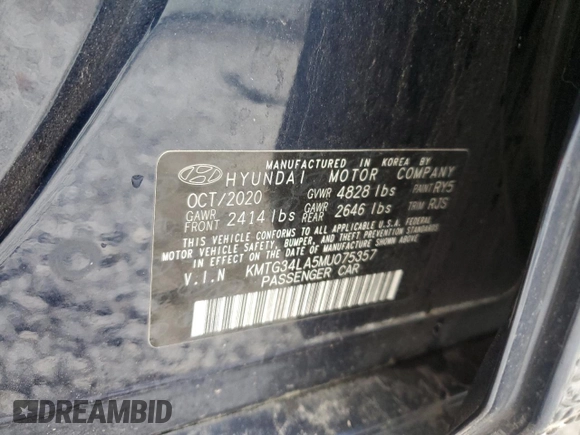 MANUFACTURED IN KOREA BY
HYUNDAI MOTOR COMPANY
OCT/2020 GVWR 4828 lbs PAINT RY5
GAWR FRONT 2414 lbs GAWR REAR 2646 lbs TRIM RJS
THIS VEHICLE CONFORMS TO ALL APPLICABLE U.S.A. FEDERAL
MOTOR VEHICLE SAFETY, BUMPER, AND THEFT PREVENTION
STANDARDS IN EFFECT ON THE DATE OF MANUFACTURE SHOWN ABOVE.
V.I.N KMTG34LA5MU075357
PASSENGER CAR
DREAMBID